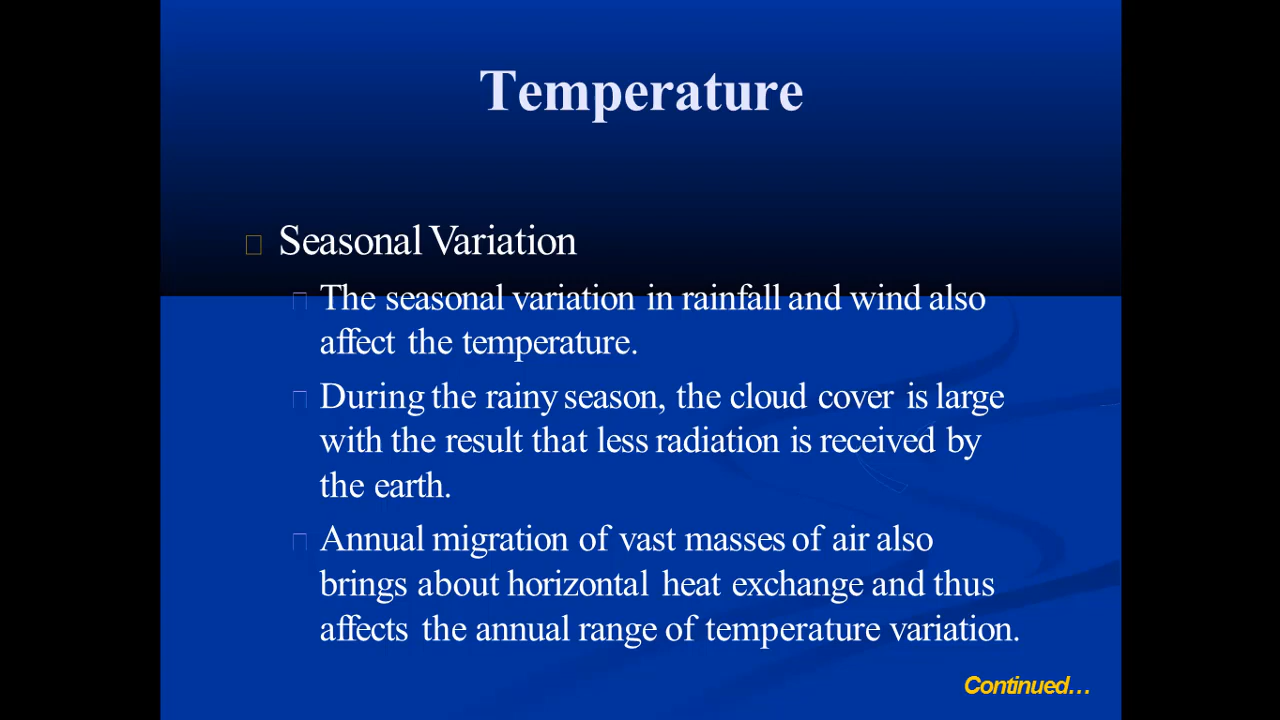 Temperature
Seasonal Variation
The seasonal variation in rainfall and wind also
affect the temperature.
During the rainy season, the cloud cover is large
with the result that less radiation is received by
the earth.
Annual migration of vast masses of air also
brings about horizontal heat exchange and thus
affects the annual range of temperature variation.
Continued…